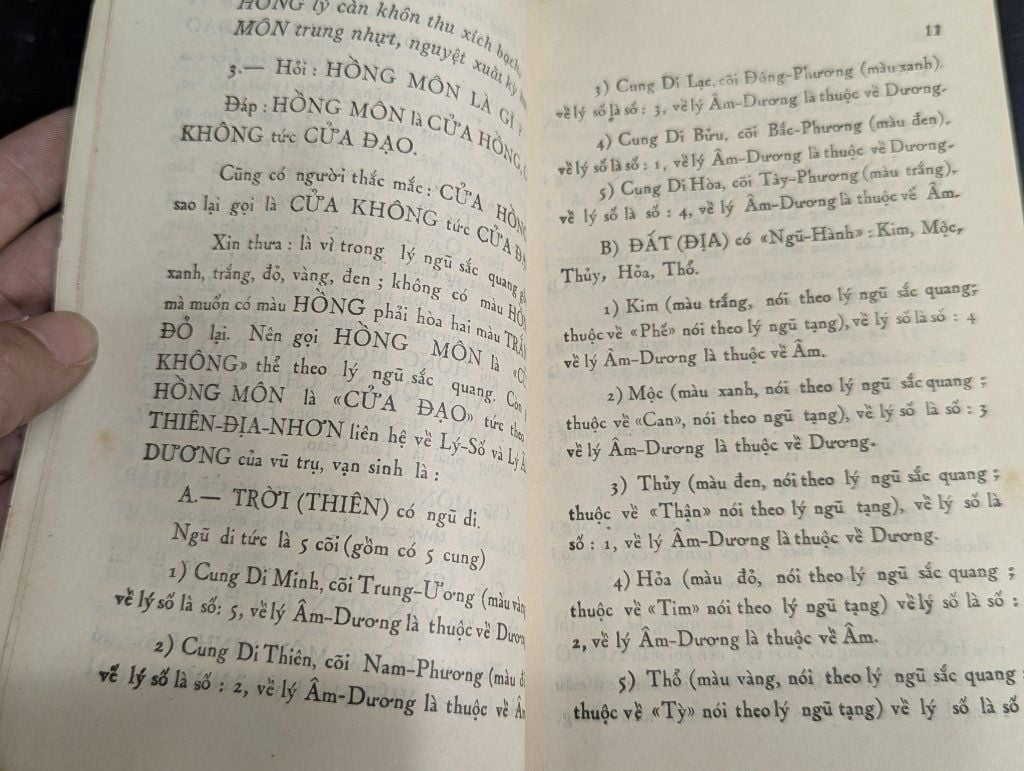 HỒNG lý càn khôn thu xích bạch,
MÔN trung nhựt, nguyệt xuất kỳ
3.— Hỏi : HỒNG MÔN LÀ GÌ ?
Đáp : HỒNG MÔN là CỬA HỒNG,
KHÔNG tức CỬA ĐẠO.
Cũng có người thắc mắc : CỬA HỒNG
sao lại gọi là CỬA KHÔNG tức CỬA
Xin thưa : là vì trong lý ngũ sắc quang
xanh, trắng, đỏ, vàng, đen ; không có màu
mà muốn có màu HỒNG phải hòa hai màu
ĐỎ lại. Nên gọi HỒNG MÔN là
KHÔNG» thể theo lý ngũ sắc quang. Còn
HỒNG MÔN là «CỬA ĐẠO» tức theo
THIÊN-ĐỊA-NHƠN liên hệ về Lý-Số và Lý
DƯƠNG của vũ trụ, vạn sinh là :
A.— TRỜI (THIÊN) có ngũ di.
Ngũ di tức là 5 cõi (gồm có 5 cung)
1) Cung Di Minh, cõi Trung-Ương (màu
về lý số là số: 5, về lý Âm-Dương là thuộc về
2) Cung Di Thiên, cõi Nam-Phương (màu
về lý số là số : 2, về lý Âm-Dương là thuộc về
11
3) Cung Di Lạc, cõi Đông-Phương (màu xanh).
về lý số là số : 3, về lý Âm-Dương là thuộc về Dương.
4) Cung Di Bửu, cõi Bắc-Phương (màu đen),
về lý số là số : 1, về lý Âm-Dương là thuộc về Dương.
5) Cung Di Hòa, cõi Tây-Phương (màu trắng),
về lý số là số : 4, về lý Âm-Dương là thuộc về Âm.
B) ĐẤT (ĐỊA) có «Ngũ-Hành» : Kim, Mộc,
Thủy, Hỏa, Thổ.
1) Kim (màu trắng, nói theo lý ngũ sắc quang;
thuộc về «Phế» nói theo lý ngũ tạng), về lý số là số : 4
về lý Âm-Dương là thuộc về Âm.
2) Mộc (màu xanh, nói theo lý ngũ sắc quang ;
thuộc về «Can», nói theo ngũ tạng), về lý số là số : 3
về lý Âm-Dương là thuộc về Dương.
3) Thủy (màu đen, nói theo lý ngũ sắc quang ;
thuộc về «Thận» nói theo lý ngũ tạng), về lý số là
số : 1, về lý Âm-Dương là thuộc về Dương.
4) Hỏa (màu đỏ, nói theo lý ngũ sắc quang ;
thuộc về «Tim» nói theo lý ngũ tạng) về lý số là số :
2, về lý Âm-Dương là thuộc về Âm.
5) Thổ (màu vàng, nói theo lý ngũ sắc quang
thuộc về «Tỳ» nói theo lý ngũ tạng) về lý số là số